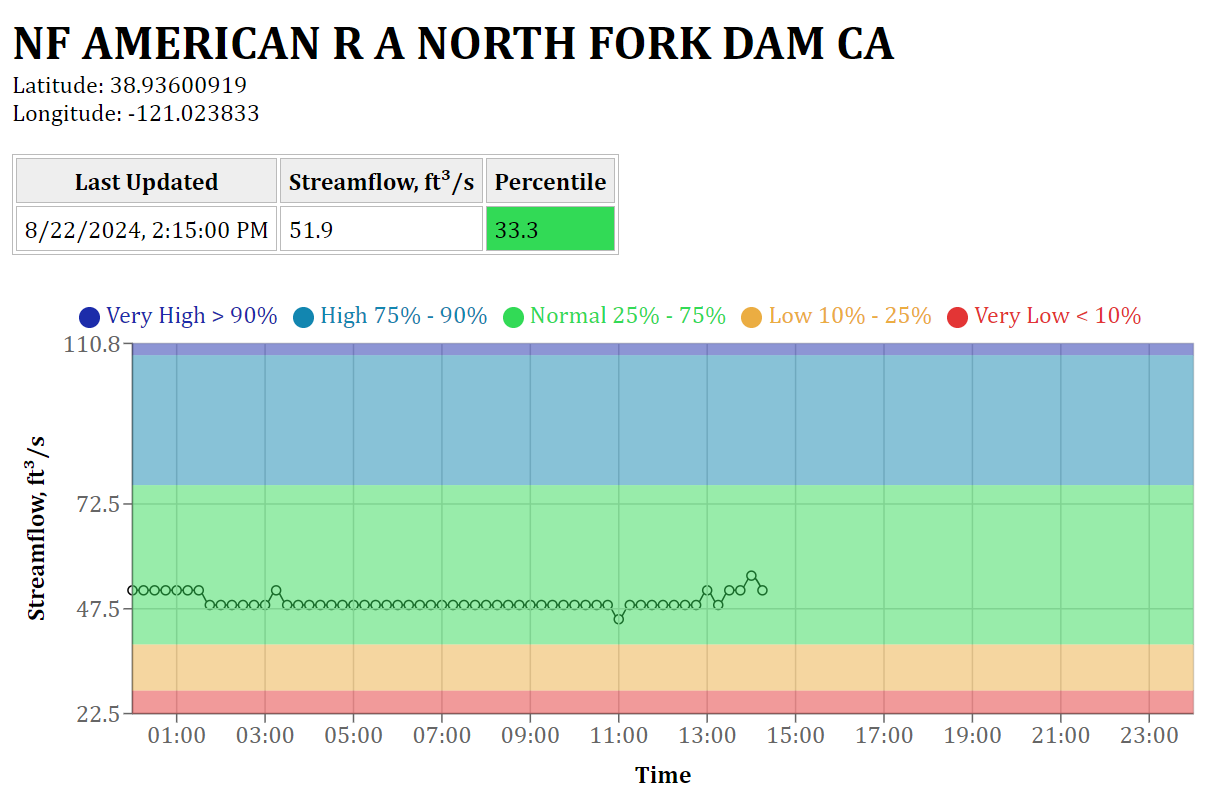 NF AMERICAN R A NORTH FORK DAM CA
Latitude: 38.93600919
Longitude: -121.023833
Last Updated Streamflow, ft³/s Percentile
8/22/2024, 2:15:00 PM 51.9 33.3
Very High > 90% High 75% - 90% Normal 25% - 75% Low 10% - 25% Very Low < 10%
110.8
72.5
47.5
22.5
Streamflow, ft³/s
01:00 03:00 05:00 07:00 09:00 11:00 13:00 15:00 17:00 19:00 21:00 23:00
Time